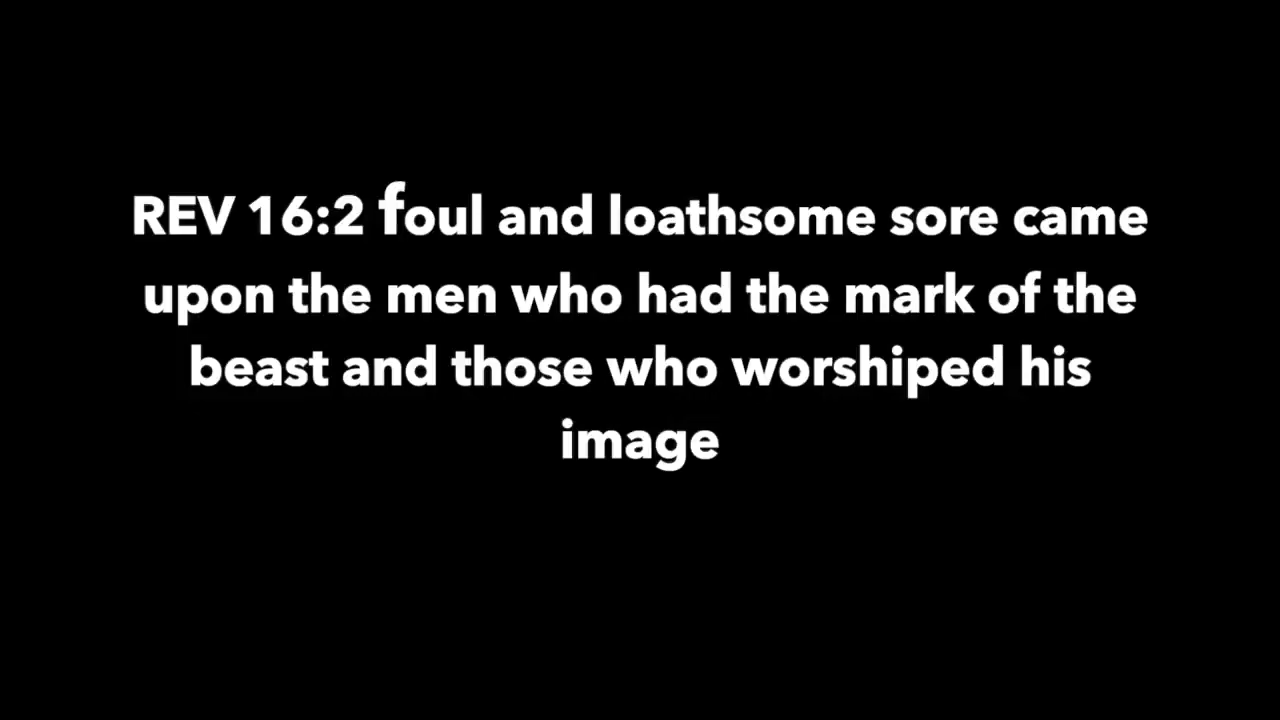 REV 16:2 foul and loathsome sore came
upon the men who had the mark of the
beast and those who worshiped his
image